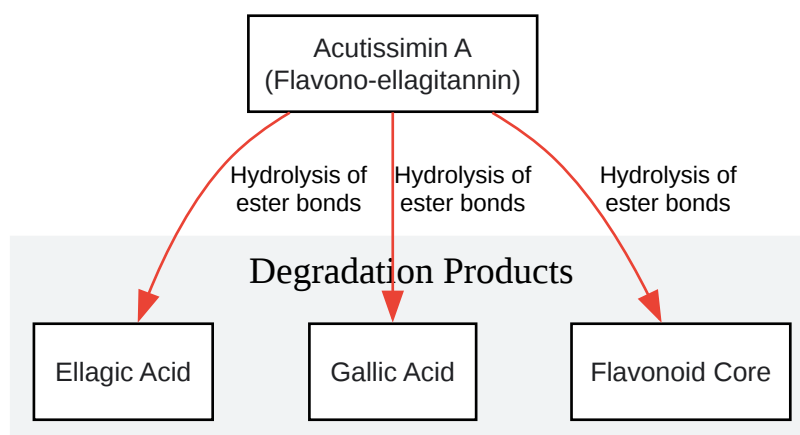 Acutissimin A
(Flavono-ellagitannin)
Hydrolysis of
ester bonds
Hydrolysis of
ester bonds
Hydrolysis of
ester bonds
Degradation Products
Ellagic Acid
Gallic Acid
Flavonoid Core